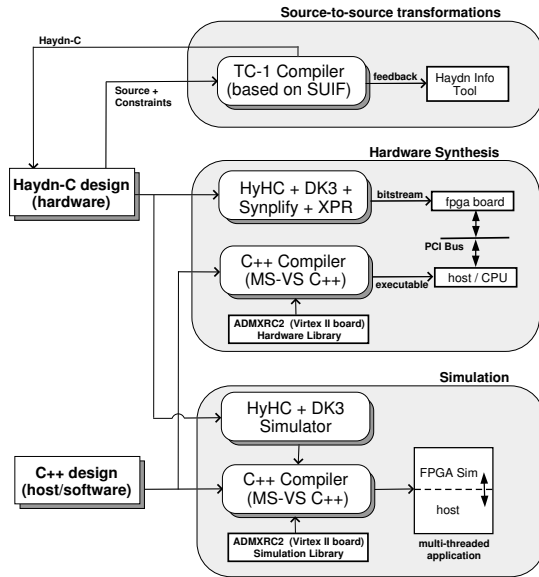 Source-to-source transformations
Haydn-C
TC-1 Compiler
(based on SUIF)
feedback
Haydn Info
Tool
Source +
Constraints
Hardware Synthesis
Haydn-C design
(hardware)
HyHC + DK3 +
Synplify + XPR
bitstream
fpga board
PCI Bus
C++ Compiler
(MS-VS C++)
executable
host / CPU
ADMXRC2 (Virtex II board)
Hardware Library
Simulation
HyHC + DK3
Simulator
C++ design
(host/software)
C++ Compiler
(MS-VS C++)
FPGA Sim
host
ADMXRC2 (Virtex II board)
Simulation Library
multi-threaded
application